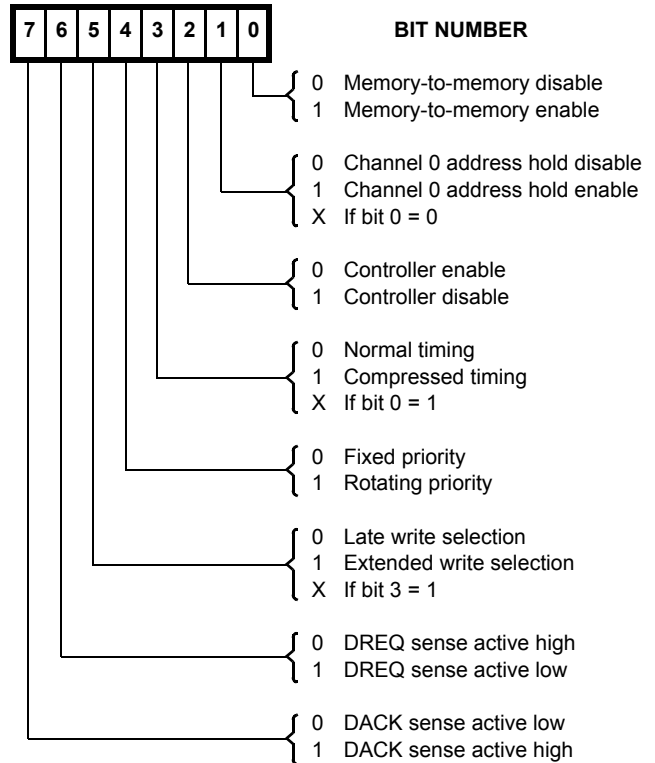 7 6 5 4 3 2 1 0 BIT NUMBER
0 Memory-to-memory disable
1 Memory-to-memory enable
0 Channel 0 address hold disable
1 Channel 0 address hold enable
X If bit 0 = 0
0 Controller enable
1 Controller disable
0 Normal timing
1 Compressed timing
X If bit 0 = 1
0 Fixed priority
1 Rotating priority
0 Late write selection
1 Extended write selection
X If bit 3 = 1
0 DREQ sense active high
1 DREQ sense active low
0 DACK sense active low
1 DACK sense active high